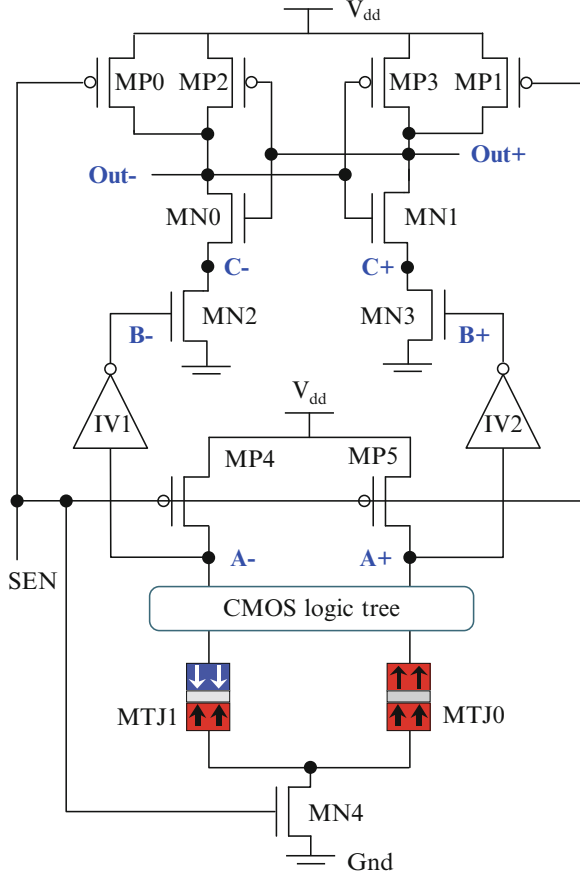 Vdd
MP0
MP2
MP3
MP1
Out-
Out+
MN0
MN1
C-
C+
MN2
MN3
B-
B+
IV1
IV2
Vdd
MP4
MP5
SEN
A-
A+
CMOS logic tree
MTJ1
MTJ0
MN4
Gnd